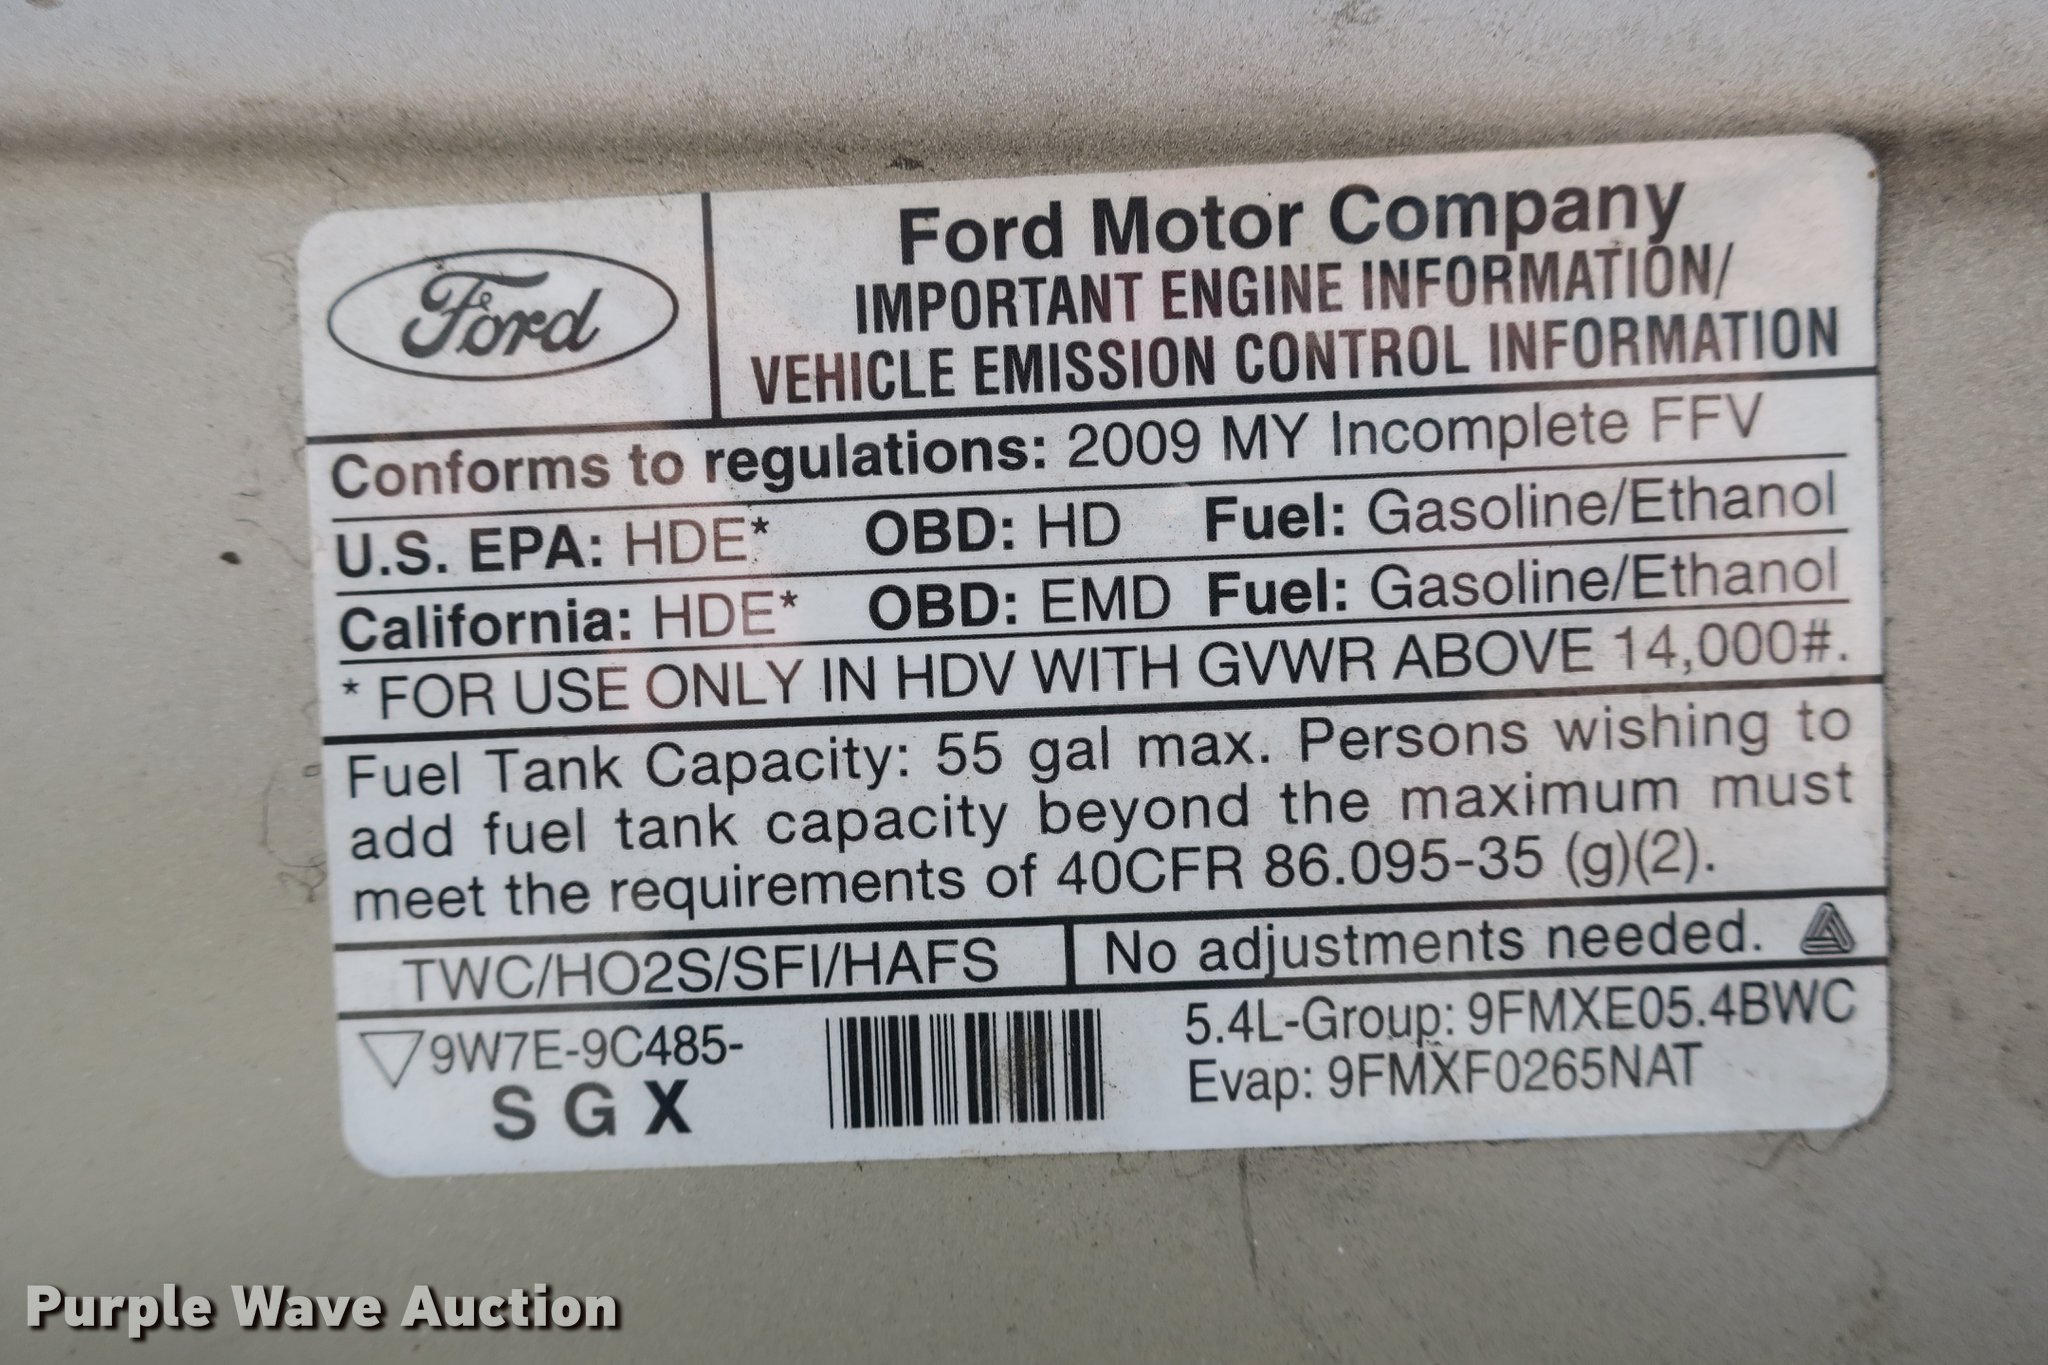 Ford
Ford Motor Company
IMPORTANT ENGINE INFORMATION/
VEHICLE EMISSION CONTROL INFORMATION
Conforms to regulations: 2009 MY Incomplete FFV
U.S. EPA: HDE* OBD: HD Fuel: Gasoline/Ethanol
California: HDE* OBD: EMD Fuel: Gasoline/Ethanol
* FOR USE ONLY IN HDV WITH GVWR ABOVE 14,000#.
Fuel Tank Capacity: 55 gal max. Persons wishing to
add fuel tank capacity beyond the maximum must
meet the requirements of 40CFR 86.095-35 (g)(2).
TWC/HO2S/SFI/HAFS No adjustments needed.
9W7E-9C485-
S G X
5.4L-Group: 9FMXE05.4BWC
Evap: 9FMXF0265NAT
Purple Wave Auction